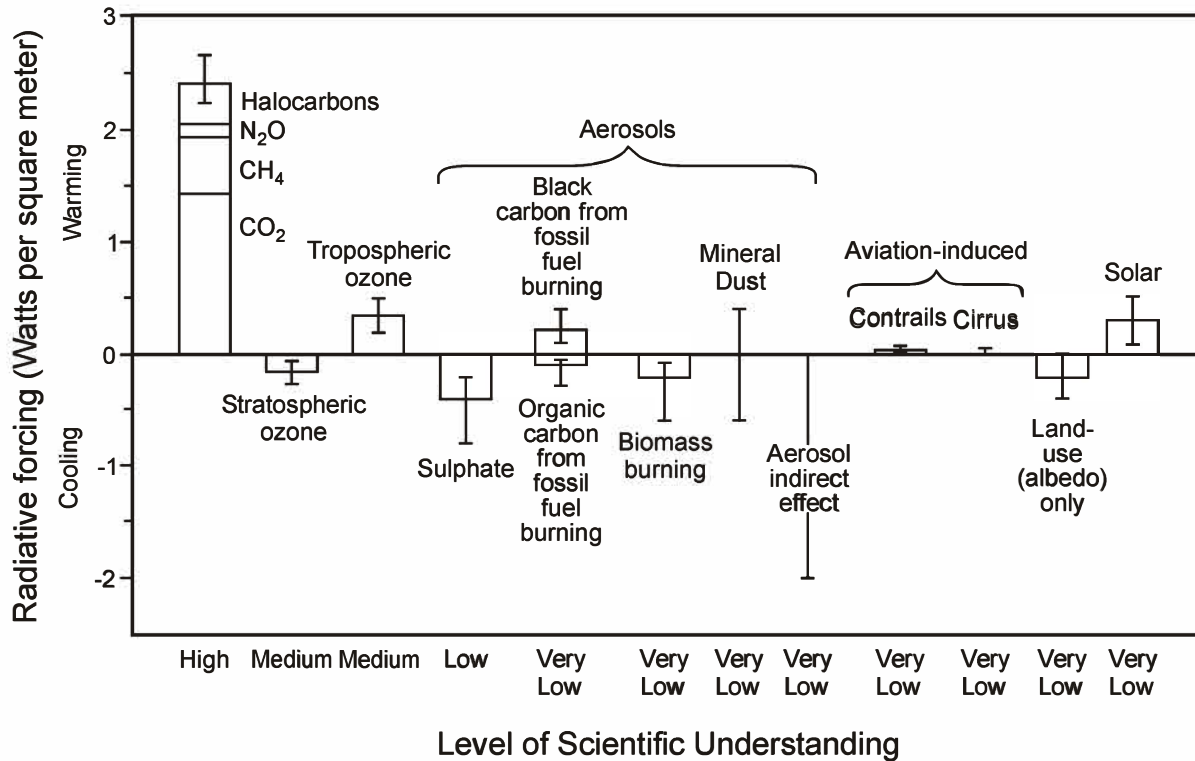 Radiative forcing (Watts per square meter)
Warming
Cooling
3
2
1
0
-1
-2
Halocarbons
N₂O
CH₄
CO₂
Stratospheric
ozone
Tropospheric
ozone
Aerosols
Sulphate
Black
carbon from
fossil
fuel
burning
Organic
carbon
from
fossil
fuel
burning
Biomass
burning
Mineral
Dust
Aerosol
indirect
effect
Aviation-induced
Contrails Cirrus
Land-
use
(albedo)
only
Solar
High Medium Medium Low Very Very Very Very Very Very Very Very
Low Low Low Low Low Low Low Low
Level of Scientific Understanding